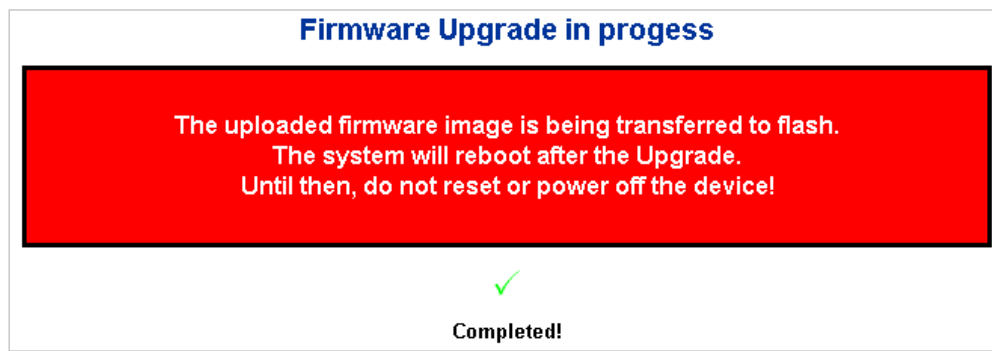 Firmware Upgrade in progess
The uploaded firmware image is being transferred to flash.
The system will reboot after the Upgrade.
Until then, do not reset or power off the device!
Completed!